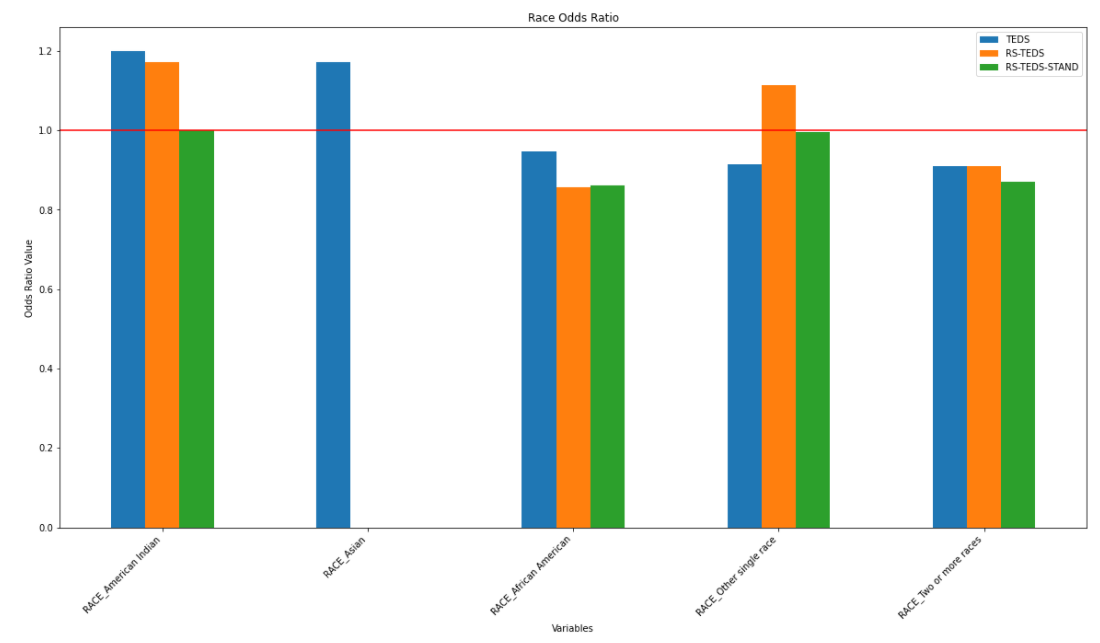 Race Odds Ratio
TEDS
RS-TEDS
RS-TEDS-STAND
Odds Ratio Value
1.2
1.0
0.8
0.6
0.4
0.2
0.0
RACE_American Indian
RACE_Asian
RACE_African American
RACE_Other single race
RACE_Two or more races
Variables